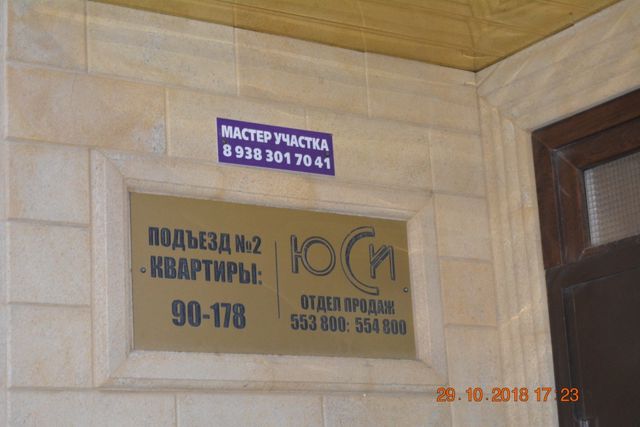 МАСТЕР УЧАСТКА
8 938 301 70 41
ПОДЪЕЗД №2
КВАРТИРЫ:
90-178
ЮСИ
ОТДЕЛ ПРОДАЖ
553 800: 554 800
29.10.2018 17:23